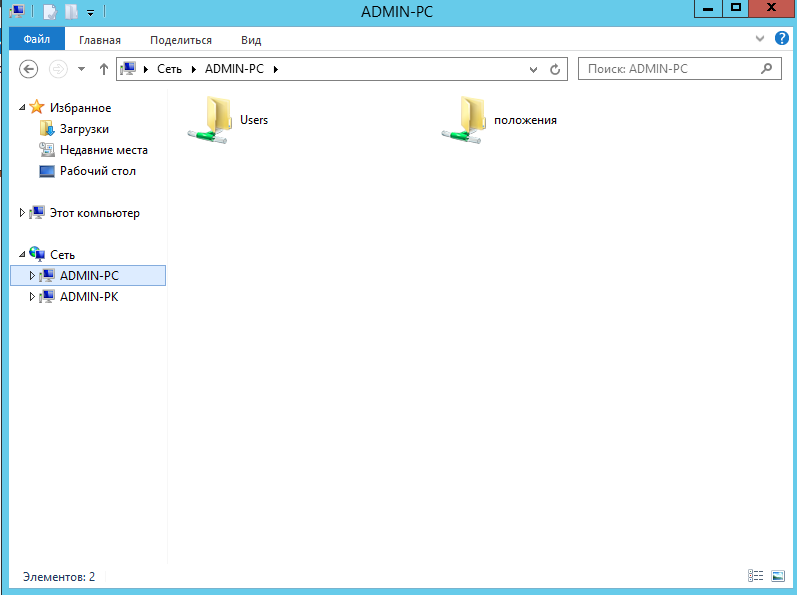 ADMIN-PC
Файл Главная Поделиться Вид
Сеть ADMIN-PC
Поиск: ADMIN-PC
Избранное
Загрузки
Недавние места
Рабочий стол
Этот компьютер
Сеть
ADMIN-PC
ADMIN-PK
Users
положения
Элементов: 2